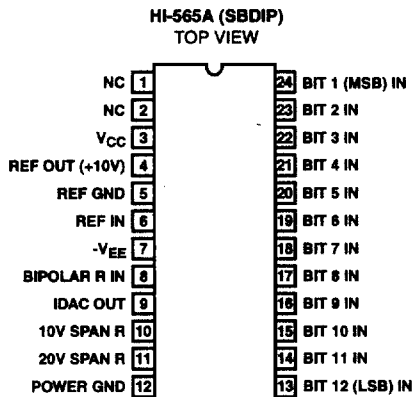 HI-565A (SBDIP)
TOP VIEW
NC 1
NC 2
VCC 3
REF OUT (+10V) 4
REF GND 5
REF IN 6
-VEE 7
BIPOLAR R IN 8
IDAC OUT 9
10V SPAN R 10
20V SPAN R 11
POWER GND 12
24 BIT 1 (MSB) IN
23 BIT 2 IN
22 BIT 3 IN
21 BIT 4 IN
20 BIT 5 IN
19 BIT 6 IN
18 BIT 7 IN
17 BIT 8 IN
16 BIT 9 IN
15 BIT 10 IN
14 BIT 11 IN
13 BIT 12 (LSB) IN